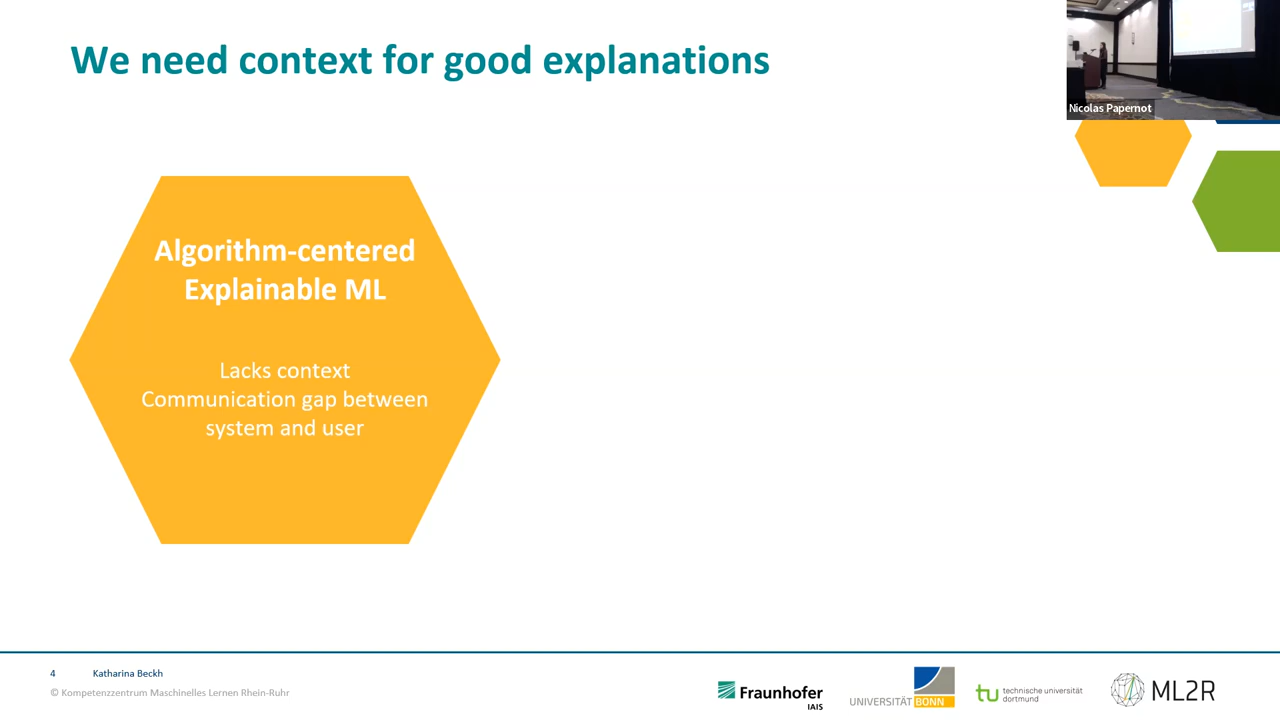 We need context for good explanations
Nicolas Papernot
Algorithm-centered
Explainable ML
Lacks context
Communication gap between
system and user
4 Katharina Beckh
© Kompetenzzentrum Maschinelles Lernen Rhein-Ruhr
Fraunhofer
IAIS
UNIVERSITÄT BONN
tu technische universität
dortmund
ML2R